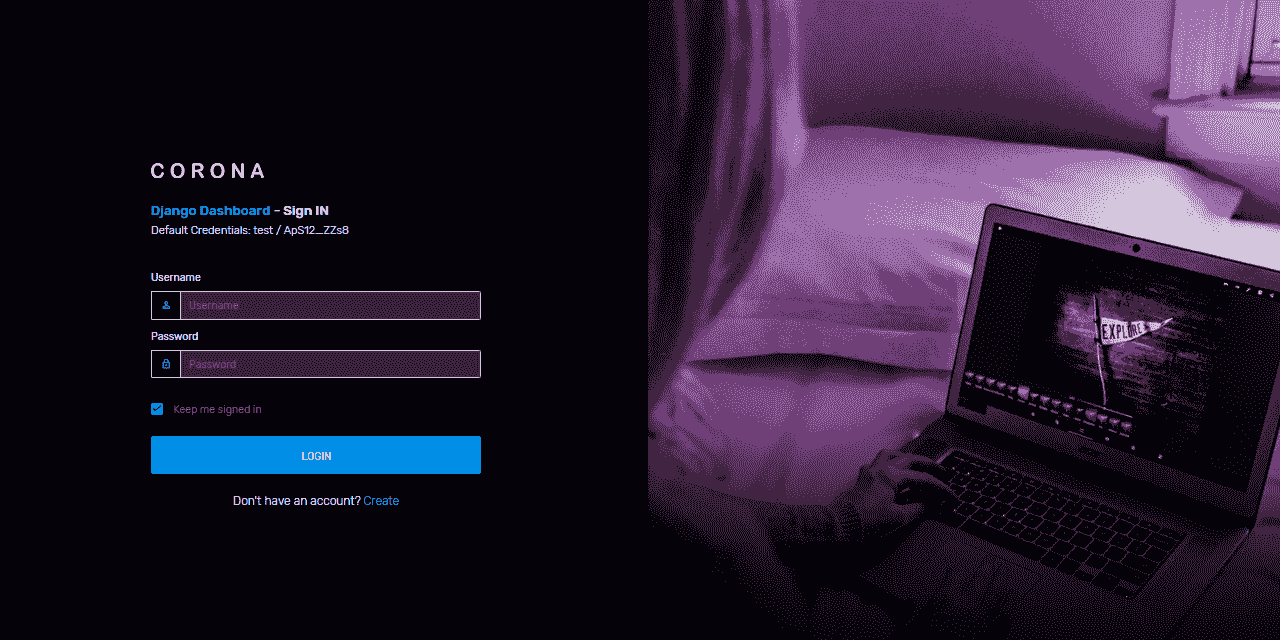 CORONA
Django Dashboard - Sign IN
Default Credentials: test / ApS12_ZZs8
Username
Username
Password
Password
Keep me signed in
LOGIN
Don't have an account? Create
EXPLORE